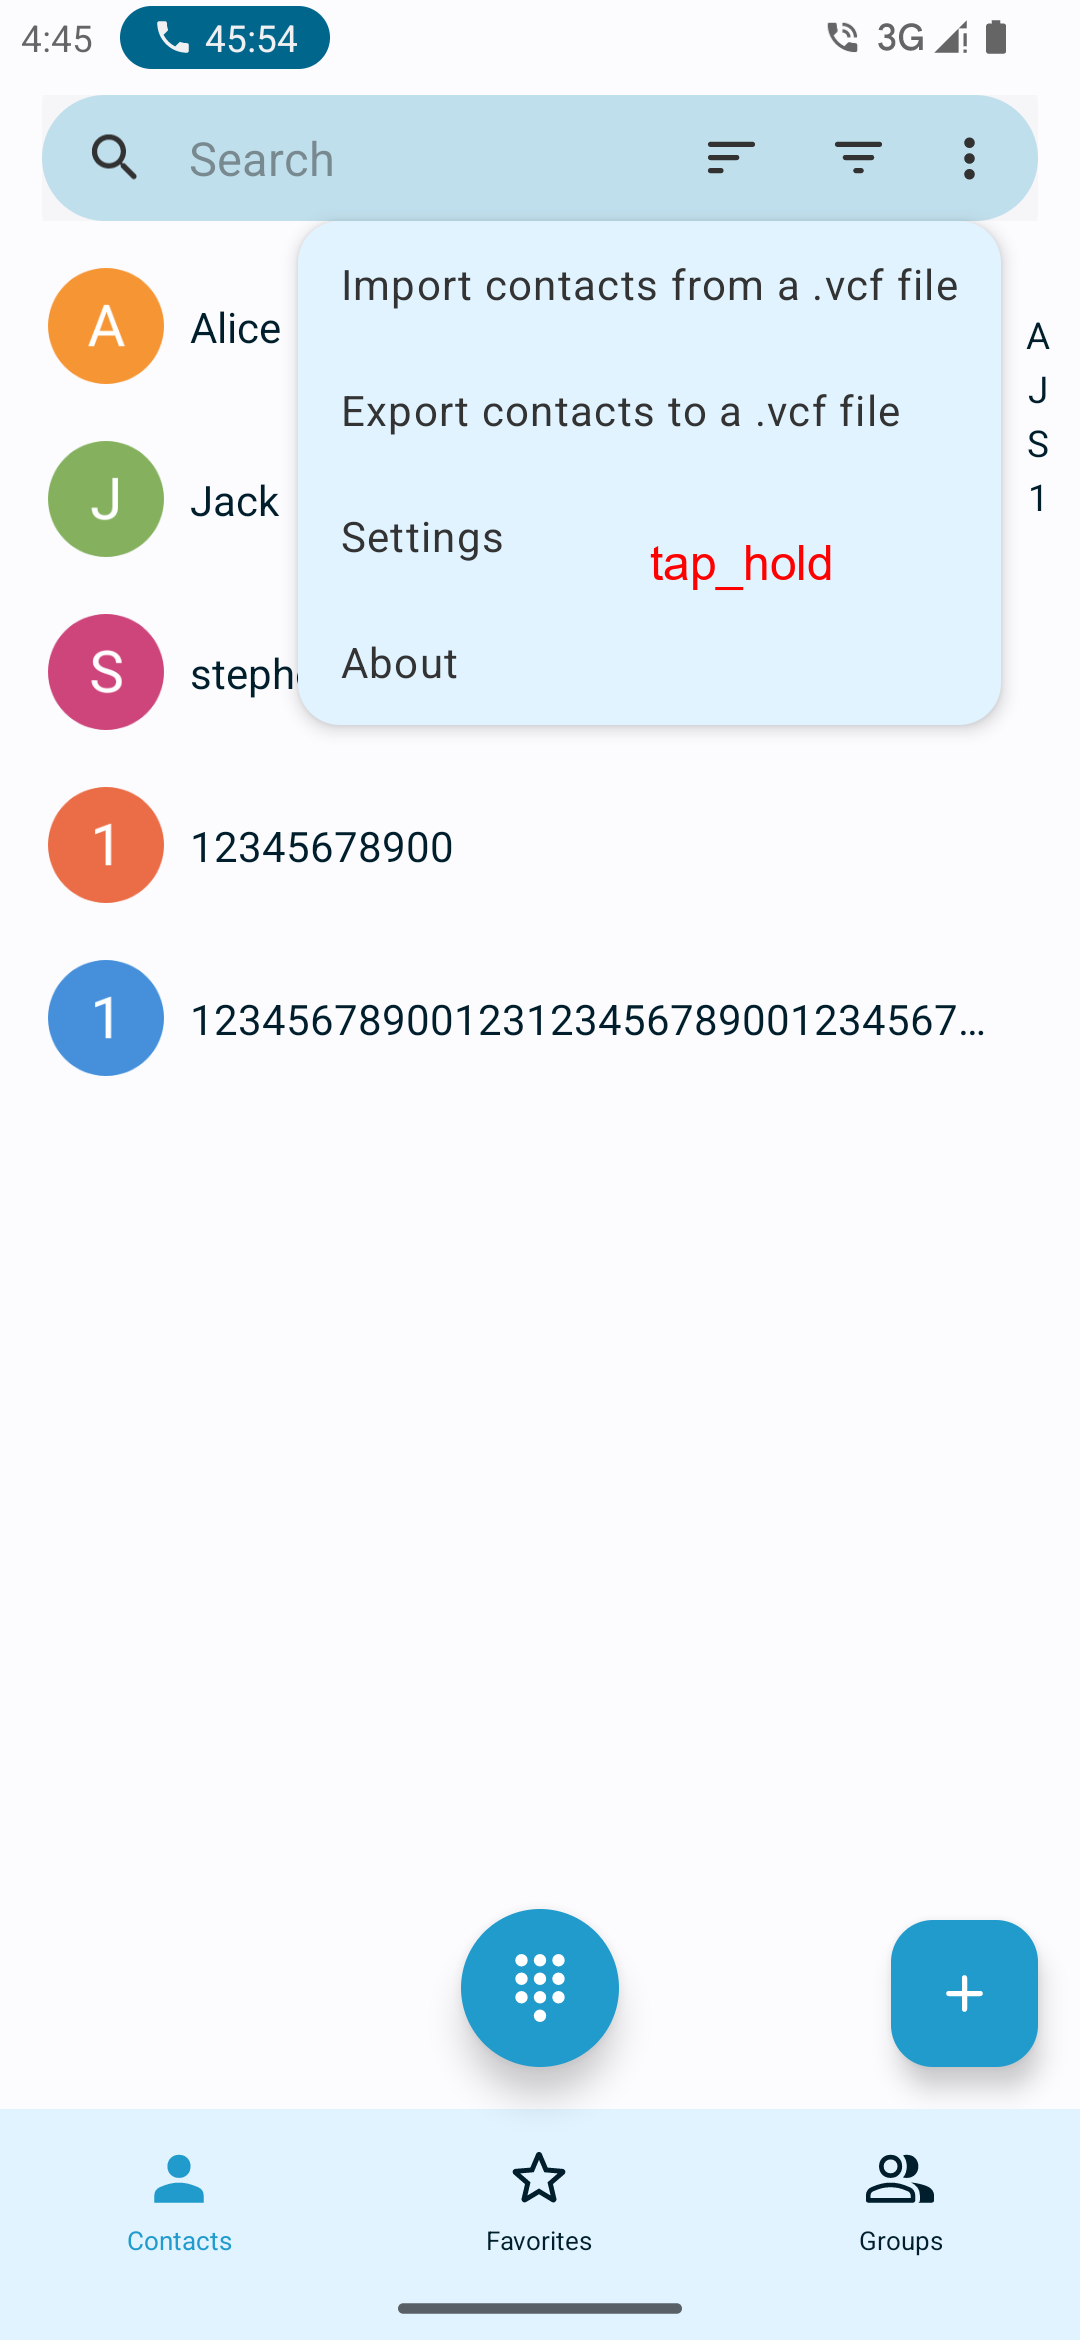 4:45 45:54 3G
Search
Import contacts from a .vcf file
A Alice
A
Export contacts to a .vcf file
J
S
J Jack
1
Settings
tap_hold
About
S steph
1 12345678900
1 12345678900123123456789001234567...
Contacts Favorites Groups